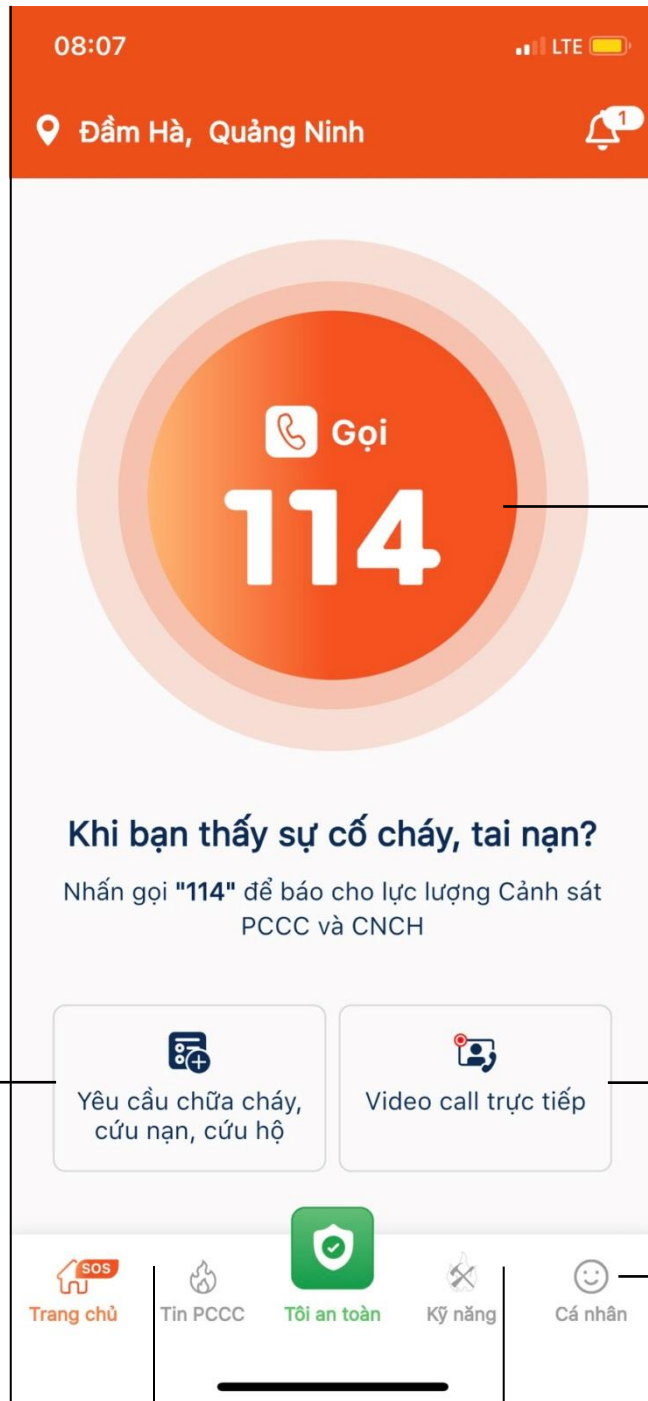 08:07
LTE
Đầm Hà, Quảng Ninh
1
Gọi
114
Khi bạn thấy sự cố cháy, tai nạn?
Nhấn gọi "114" để báo cho lực lượng Cảnh sát
PCCC và CNCH
Yêu cầu chữa cháy,
cứu nạn, cứu hộ
Video call trực tiếp
SOS
Trang chủ
Tin PCCC
Tôi an toàn
Kỹ năng
Cá nhân